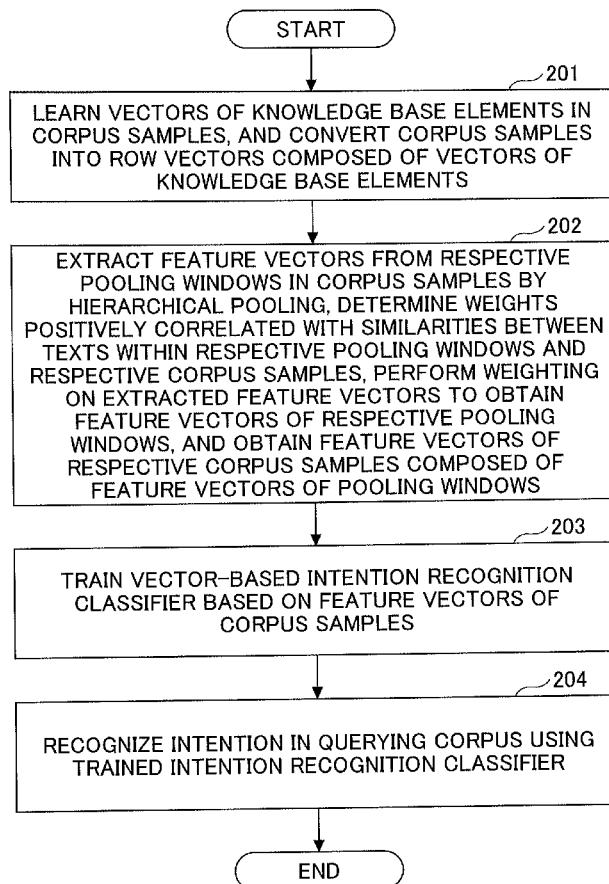 START
201
LEARN VECTORS OF KNOWLEDGE BASE ELEMENTS IN
CORPUS SAMPLES, AND CONVERT CORPUS SAMPLES
INTO ROW VECTORS COMPOSED OF VECTORS OF
KNOWLEDGE BASE ELEMENTS
202
EXTRACT FEATURE VECTORS FROM RESPECTIVE
POOLING WINDOWS IN CORPUS SAMPLES BY
HIERARCHICAL POOLING, DETERMINE WEIGHTS
POSITIVELY CORRELATED WITH SIMILARITIES BETWEEN
TEXTS WITHIN RESPECTIVE POOLING WINDOWS AND
RESPECTIVE CORPUS SAMPLES, PERFORM WEIGHTING
ON EXTRACTED FEATURE VECTORS TO OBTAIN
FEATURE VECTORS OF RESPECTIVE POOLING
WINDOWS, AND OBTAIN FEATURE VECTORS OF
RESPECTIVE CORPUS SAMPLES COMPOSED OF
FEATURE VECTORS OF POOLING WINDOWS
203
TRAIN VECTOR-BASED INTENTION RECOGNITION
CLASSIFIER BASED ON FEATURE VECTORS OF
CORPUS SAMPLES
204
RECOGNIZE INTENTION IN QUERYING CORPUS USING
TRAINED INTENTION RECOGNITION CLASSIFIER
END